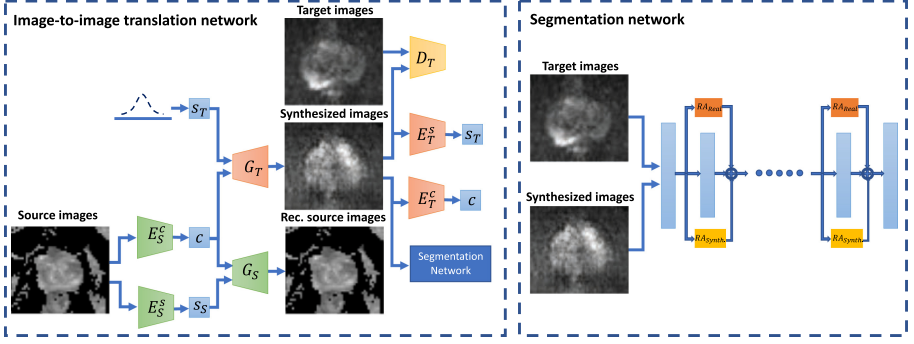 Image-to-image translation network
Target images
D_T
s_T
Synthesized images
E_T^s
s_T
G_T
E_T^c
c
Source images
Rec. source images
E_S^c
c
G_S
Segmentation
Network
E_S^s
s_S
Segmentation network
Target images
RA_Real
RA_Real
Synthesized images
RA_Synth.
RA_Synth.